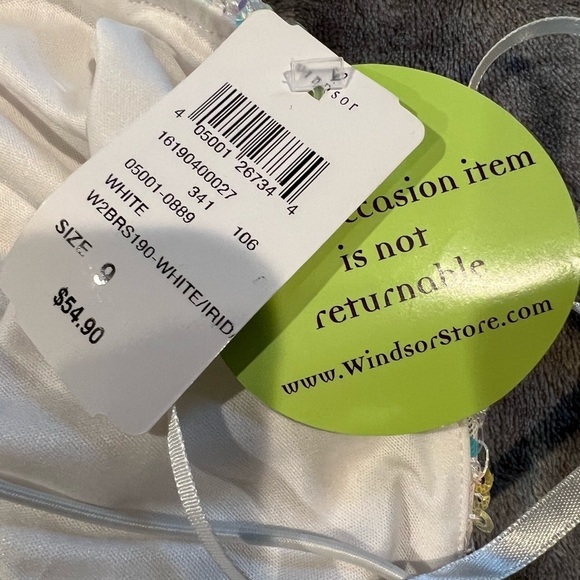 4 05001 26734 4
16190400027
341
05001-0889 106
WHITE
W2BRS190-WHITE/IRID
SIZE 9
$54.90
item
is not
returnable
www.WindsorStore.com